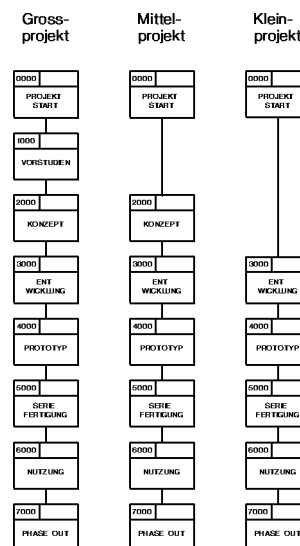 Gross-
projekt
0000
PROJEKT
START
1000
VORSTUDIEN
2000
KONZEPT
3000
ENT
WICKLUNG
4000
PROTOTYP
5000
SERIE
FERTIGUNG
6000
NUTZUNG
7000
PHASE OUT
Mittel-
projekt
0000
PROJEKT
START
2000
KONZEPT
3000
ENT
WICKLUNG
4000
PROTOTYP
5000
SERIE
FERTIGUNG
6000
NUTZUNG
7000
PHASE OUT
Klein-
projekt
0000
PROJEKT
START
3000
ENT
WICKLUNG
4000
PROTOTYP
5000
SERIE
FERTIGUNG
6000
NUTZUNG
7000
PHASE OUT